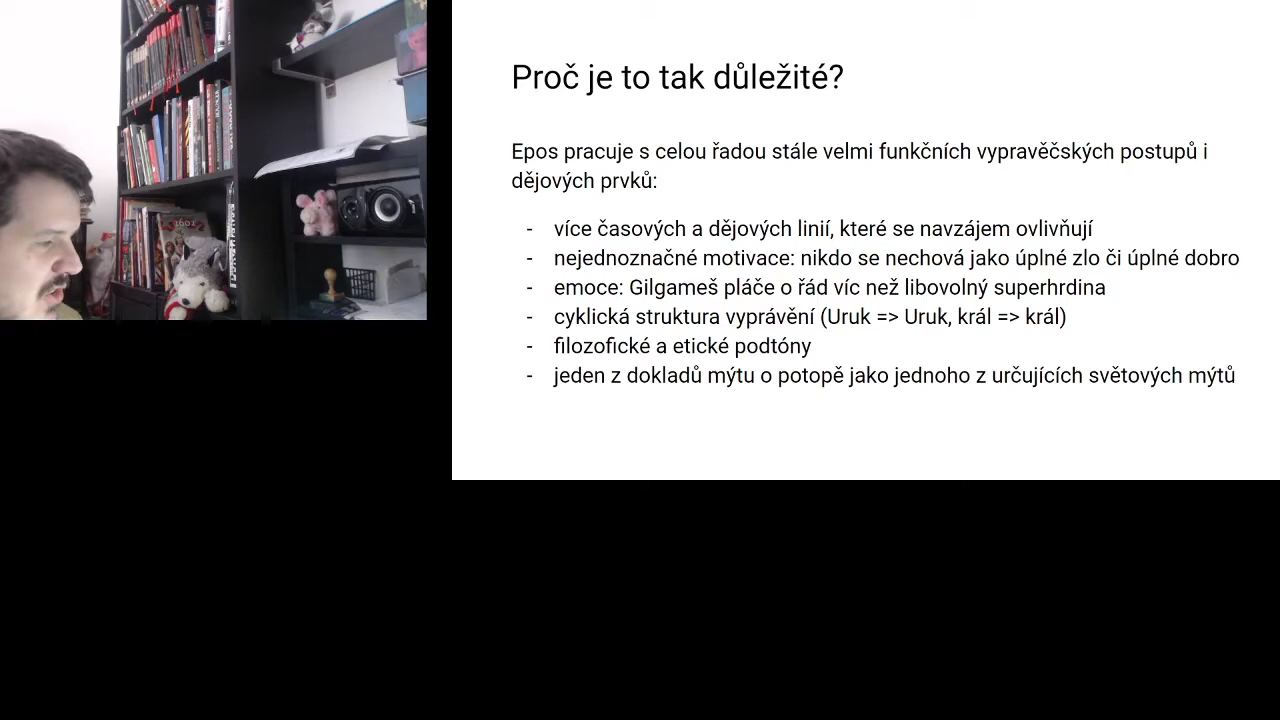 Proč je to tak důležité?
Epos pracuje s celou řadou stále velmi funkčních vypravěčských postupů i
dějových prvků:
- více časových a dějových linií, které se navzájem ovlivňují
- nejednoznačné motivace: nikdo se nechová jako úplné zlo či úplné dobro
- emoce: Gilgameš pláče o řád víc než libovolný superhrdina
- cyklická struktura vyprávění (Uruk => Uruk, král => král)
- filozofické a etické podtóny
- jeden z dokladů mýtu o potopě jako jednoho z určujících světových mýtů
1602